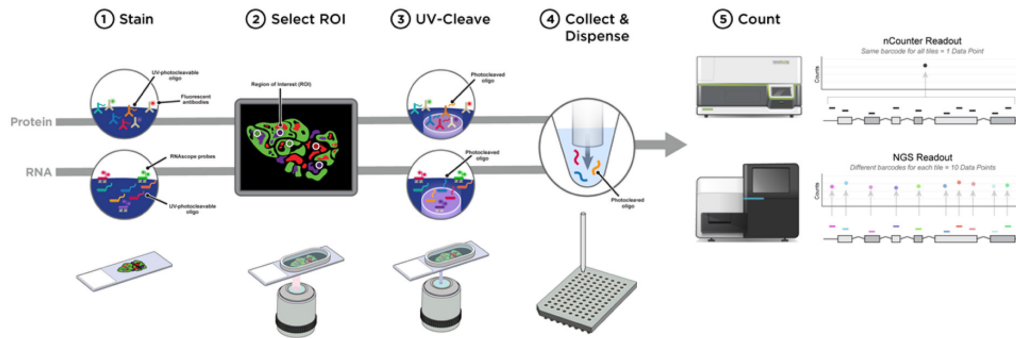 1 Stain
2 Select ROI
3 UV-Cleave
4 Collect &
Dispense
5 Count
Protein
RNA
UV-photocleavable
oligo
Fluorescent
antibodies
RNAscope probes
UV-photocleavable
oligo
Region of Interest (ROI)
Photocleaved
oligo
Photocleaved
oligo
Photocleaved
oligo
nCounter Readout
Same barcode for all tiles = 1 Data Point
Counts
NGS Readout
Different barcodes for each tile = 10 Data Points
Counts